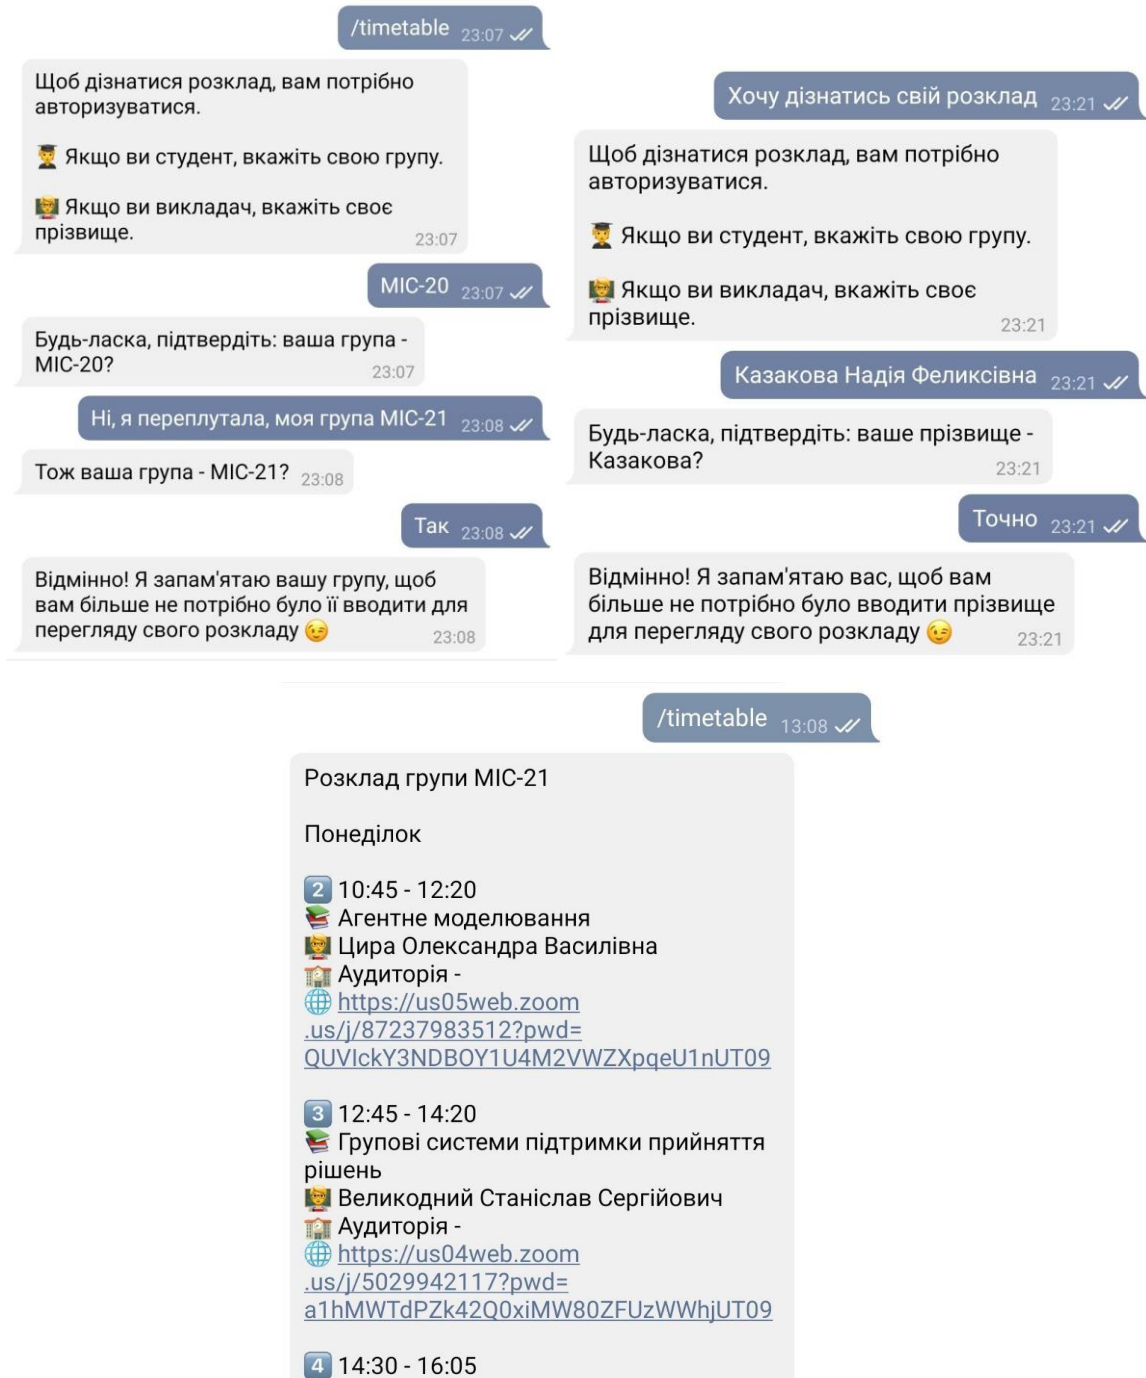 /timetable 23:07
Щоб дізнатися розклад, вам потрібно
авторизуватися.
👨‍🎓 Якщо ви студент, вкажіть свою групу.
👩‍🏫 Якщо ви викладач, вкажіть своє
прізвище. 23:07
МІС-20 23:07
Будь-ласка, підтвердіть: ваша група -
МІС-20? 23:07
Ні, я переплутала, моя група МІС-21 23:08
Тож ваша група - МІС-21? 23:08
Так 23:08
Відмінно! Я запам'ятаю вашу групу, щоб
вам більше не потрібно було її вводити для
перегляду свого розкладу 😉 23:08
Хочу дізнатись свій розклад 23:21
Щоб дізнатися розклад, вам потрібно
авторизуватися.
👨‍🎓 Якщо ви студент, вкажіть свою групу.
👩‍🏫 Якщо ви викладач, вкажіть своє
прізвище. 23:21
Казакова Надія Феликсівна 23:21
Будь-ласка, підтвердіть: ваше прізвище -
Казакова? 23:21
Точно 23:21
Відмінно! Я запам'ятаю вас, щоб вам
більше не потрібно було вводити прізвище
для перегляду свого розкладу 😉 23:21
/timetable 13:08
Розклад групи МІС-21
Понеділок
2️⃣ 10:45 - 12:20
📚 Агентне моделювання
👩‍🏫 Цира Олександра Василівна
🏫 Аудиторія -
🌐 https://us05web.zoom
.us/j/87237983512?pwd=
QUVIckY3NDBOY1U4M2VWZXpqeU1nUT09
3️⃣ 12:45 - 14:20
📚 Групові системи підтримки прийняття
рішень
👩‍🏫 Великодний Станіслав Сергійович
🏫 Аудиторія -
🌐 https://us04web.zoom
.us/j/5029942117?pwd=
a1hMWTdPZk42Q0xiMW80ZFUzWWhjUT09
4️⃣ 14:30 - 16:05